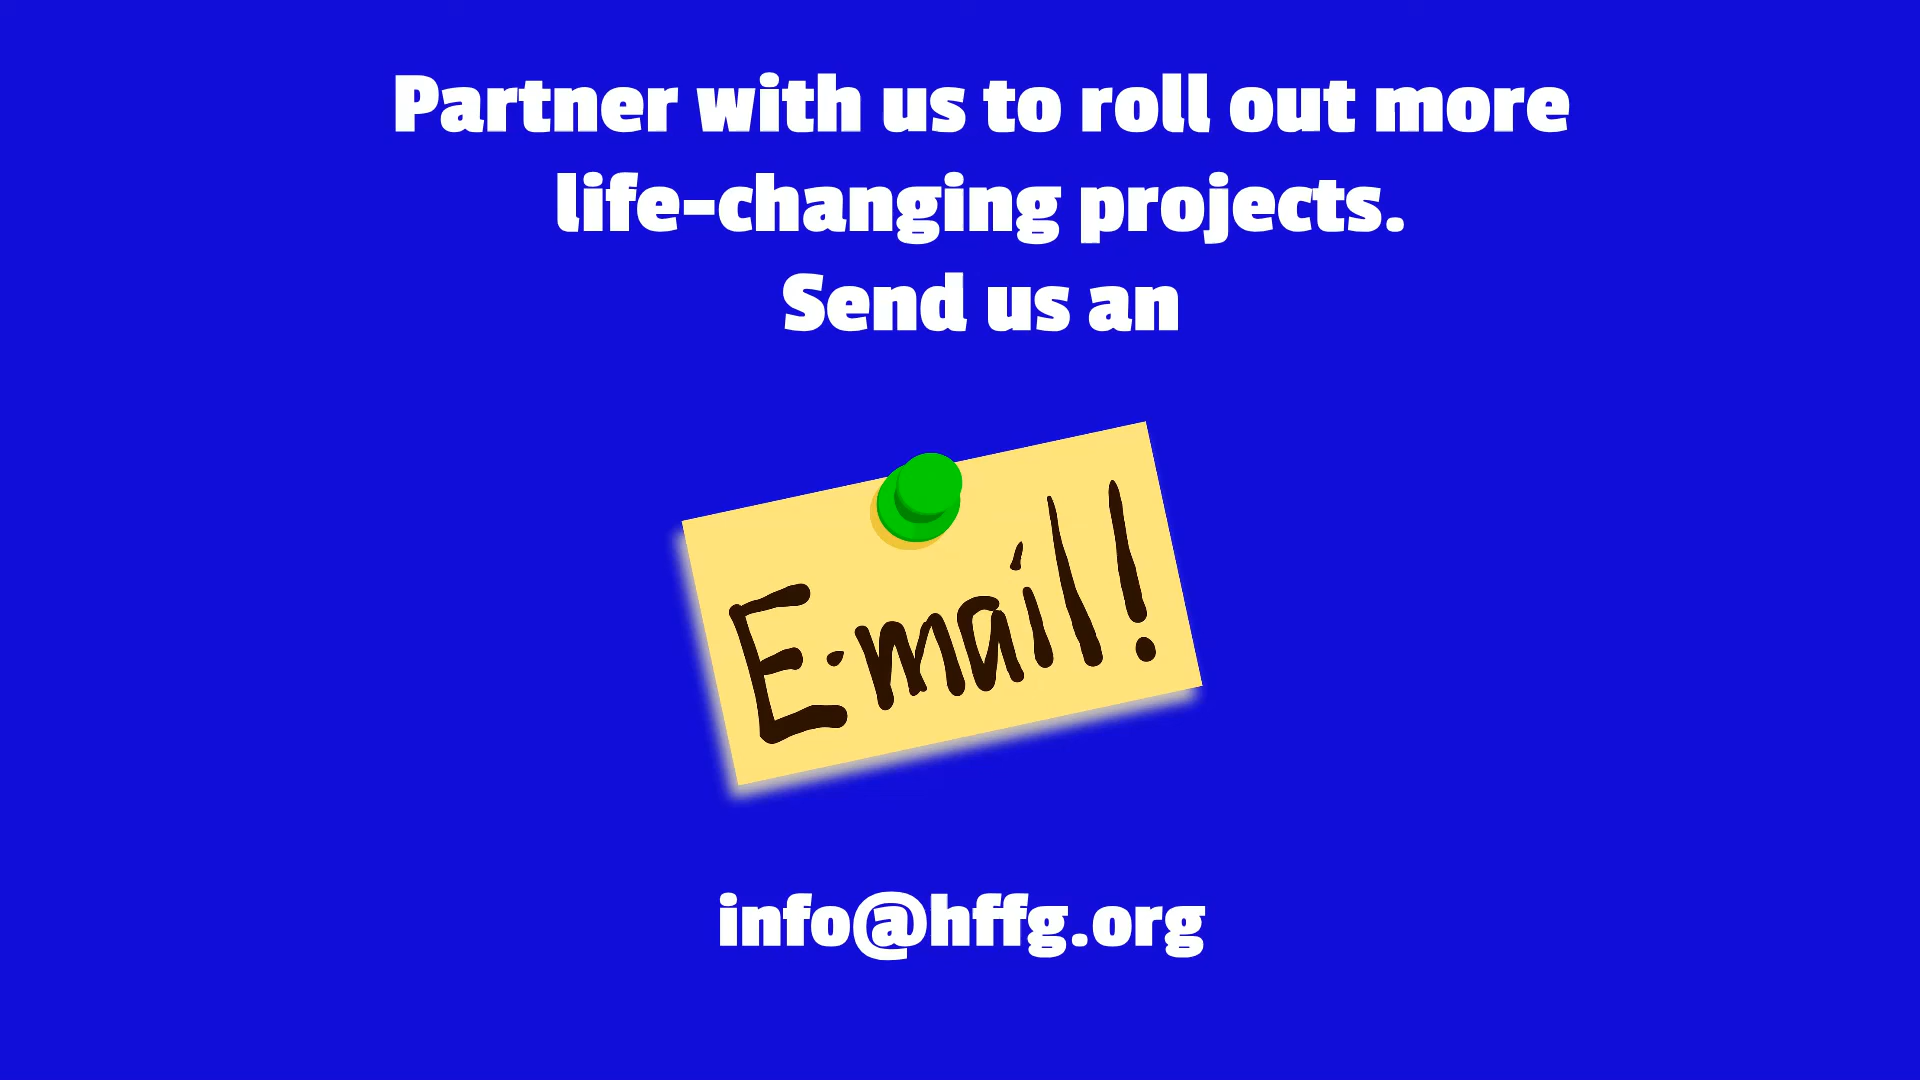 Partner with us to roll out more
life-changing projects.
Send us an
E-mail!
info@hffg.org